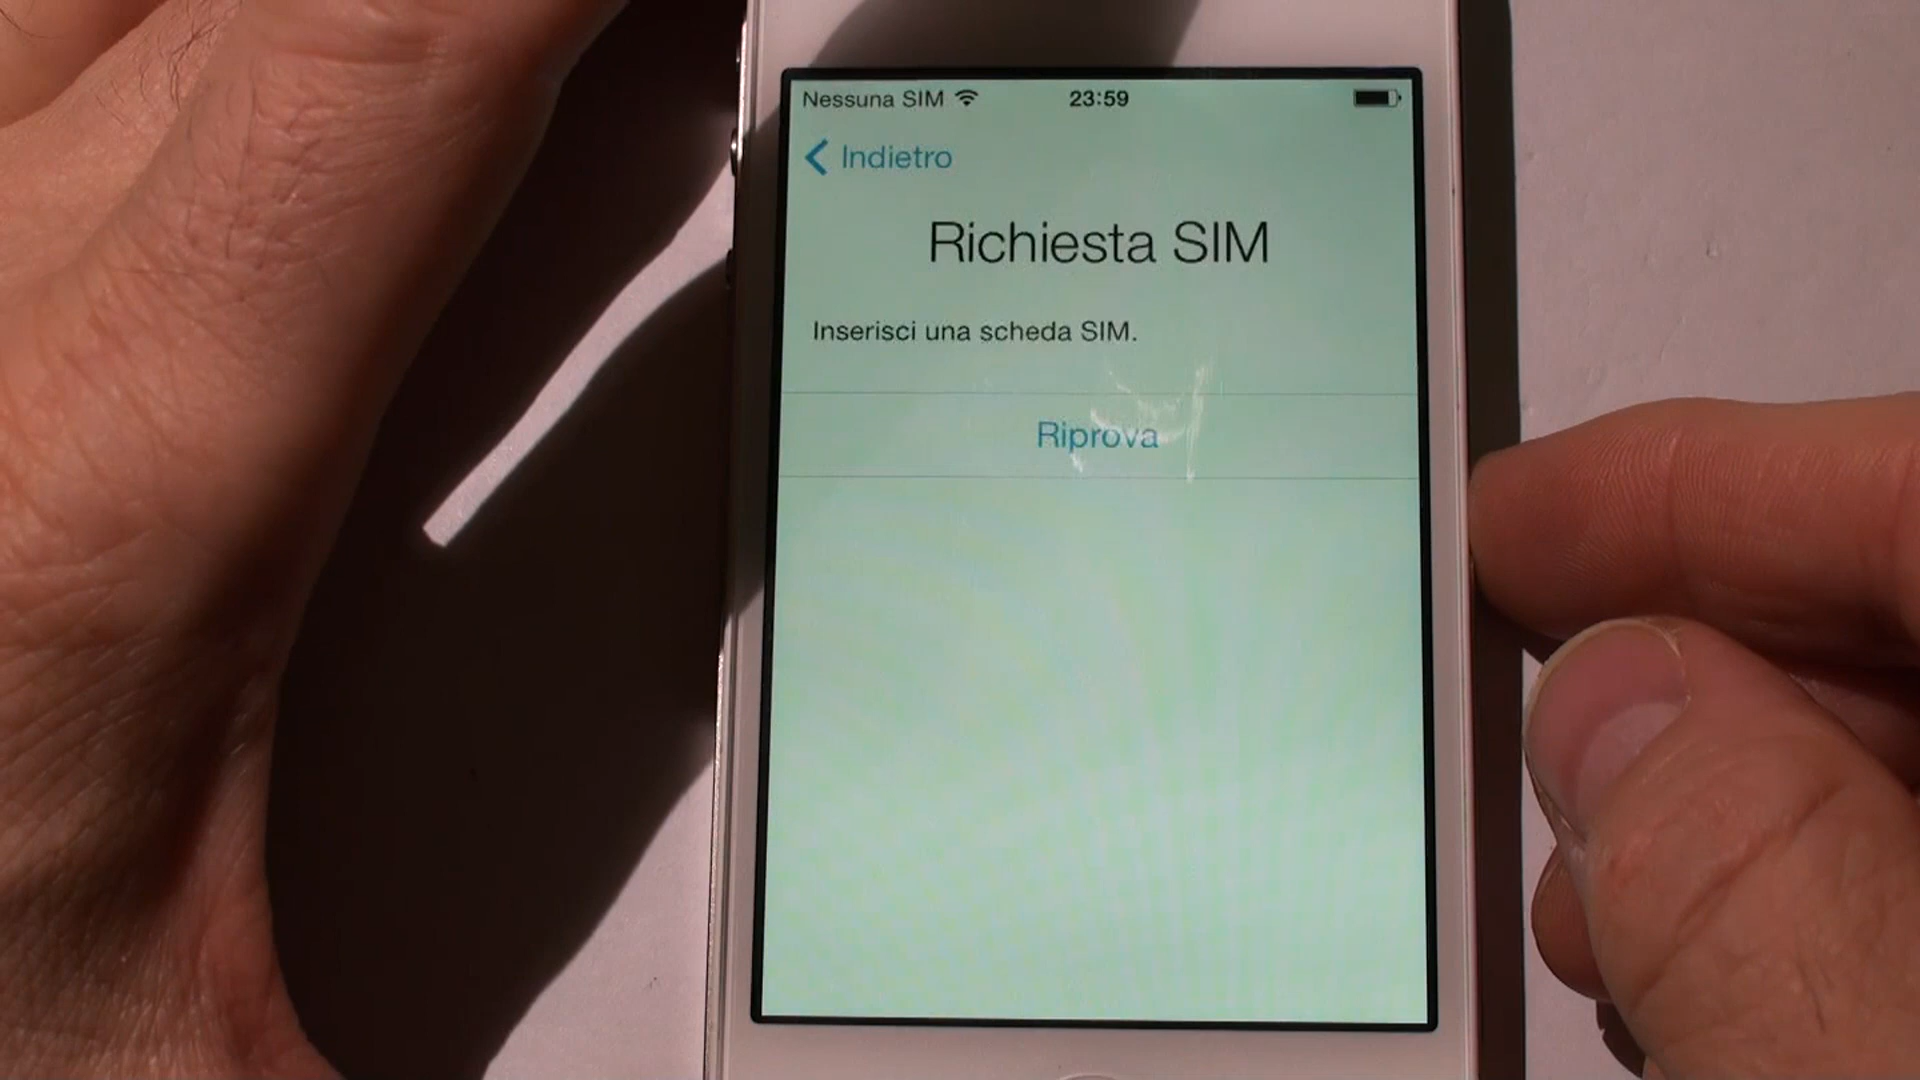 Nessuna SIM 23:59
Indietro
Richiesta SIM
Inserisci una scheda SIM.
Riprova